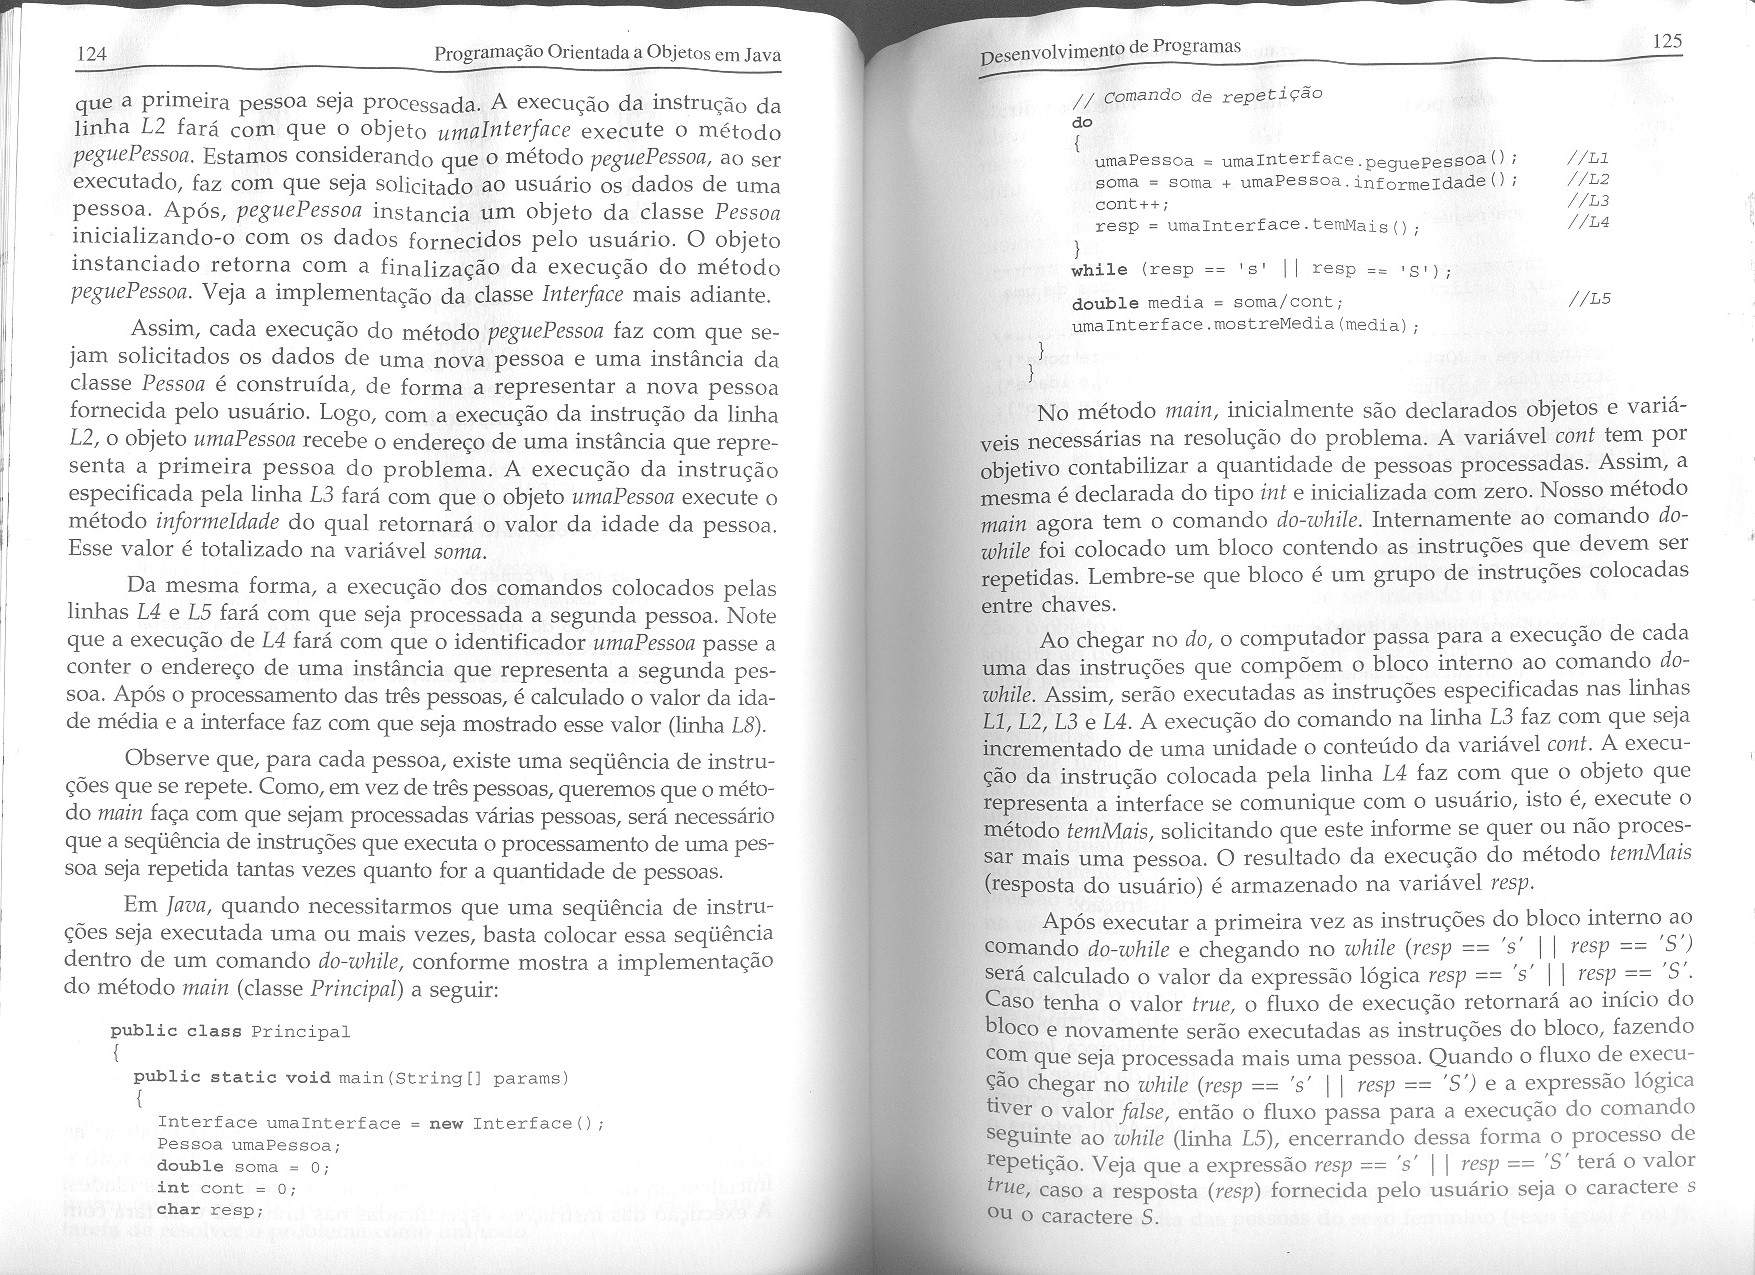 124 Programação Orientada a Objetos em Java
que a primeira pessoa seja processada. A execução da instrução da
linha L2 fará com que o objeto umaInterface execute o método
peguePessoa. Estamos considerando que o método peguePessoa, ao ser
executado, faz com que seja solicitado ao usuário os dados de uma
pessoa. Após, peguePessoa instancia um objeto da classe Pessoa
inicializando-o com os dados fornecidos pelo usuário. O objeto
instanciado retorna com a finalização da execução do método
peguePessoa. Veja a implementação da classe Interface mais adiante.
Assim, cada execução do método peguePessoa faz com que se-
jam solicitados os dados de uma nova pessoa e uma instância da
classe Pessoa é construída, de forma a representar a nova pessoa
fornecida pelo usuário. Logo, com a execução da instrução da linha
L2, o objeto umaPessoa recebe o endereço de uma instância que repre-
senta a primeira pessoa do problema. A execução da instrução
especificada pela linha L3 fará com que o objeto umaPessoa execute o
método informeIdade do qual retornará o valor da idade da pessoa.
Esse valor é totalizado na variável soma.
Da mesma forma, a execução dos comandos colocados pelas
linhas L4 e L5 fará com que seja processada a segunda pessoa. Note
que a execução de L4 fará com que o identificador umaPessoa passe a
conter o endereço de uma instância que representa a segunda pes-
soa. Após o processamento das três pessoas, é calculado o valor da ida-
de média e a interface faz com que seja mostrado esse valor (linha L8).
Observe que, para cada pessoa, existe uma seqüência de instru-
ções que se repete. Como, em vez de três pessoas, queremos que o méto-
do main faça com que sejam processadas várias pessoas, será necessário
que a seqüência de instruções que executa o processamento de uma pes-
soa seja repetida tantas vezes quanto for a quantidade de pessoas.
Em Java, quando necessitarmos que uma seqüência de instru-
ções seja executada uma ou mais vezes, basta colocar essa seqüência
dentro de um comando do-while, conforme mostra a implementação
do método main (classe Principal) a seguir:
public class Principal
{
public static void main(String[] params)
{
Interface umaInterface = new Interface();
Pessoa umaPessoa;
double soma = 0;
int cont = 0;
char resp;
Desenvolvimento de Programas 125
// Comando de repetição
do
{
umaPessoa = umaInterface.peguePessoa(); //L1
soma = soma + umaPessoa.informeIdade(); //L2
cont++; //L3
resp = umaInterface.temMais(); //L4
}
while (resp == 's' || resp == 'S');
double media = soma/cont; //L5
umaInterface.mostreMedia(media);
}
}
No método main, inicialmente são declarados objetos e variá-
veis necessárias na resolução do problema. A variável cont tem por
objetivo contabilizar a quantidade de pessoas processadas. Assim, a
mesma é declarada do tipo int e inicializada com zero. Nosso método
main agora tem o comando do-while. Internamente ao comando do-
while foi colocado um bloco contendo as instruções que devem ser
repetidas. Lembre-se que bloco é um grupo de instruções colocadas
entre chaves.
Ao chegar no do, o computador passa para a execução de cada
uma das instruções que compõem o bloco interno ao comando do-
while. Assim, serão executadas as instruções especificadas nas linhas
L1, L2, L3 e L4. A execução do comando na linha L3 faz com que seja
incrementado de uma unidade o conteúdo da variável cont. A execu-
ção da instrução colocada pela linha L4 faz com que o objeto que
representa a interface se comunique com o usuário, isto é, execute o
método temMais, solicitando que este informe se quer ou não proces-
sar mais uma pessoa. O resultado da execução do método temMais
(resposta do usuário) é armazenado na variável resp.
Após executar a primeira vez as instruções do bloco interno ao
comando do-while e chegando no while (resp == 's' || resp == 'S')
será calculado o valor da expressão lógica resp == 's' || resp == 'S'.
Caso tenha o valor true, o fluxo de execução retornará ao início do
bloco e novamente serão executadas as instruções do bloco, fazendo
com que seja processada mais uma pessoa. Quando o fluxo de execu-
ção chegar no while (resp == 's' || resp == 'S') e a expressão lógica
tiver o valor false, então o fluxo passa para a execução do comando
seguinte ao while (linha L5), encerrando dessa forma o processo de
repetição. Veja que a expressão resp == 's' || resp == 'S' terá o valor
true, caso a resposta (resp) fornecida pelo usuário seja o caractere s
ou o caractere S.